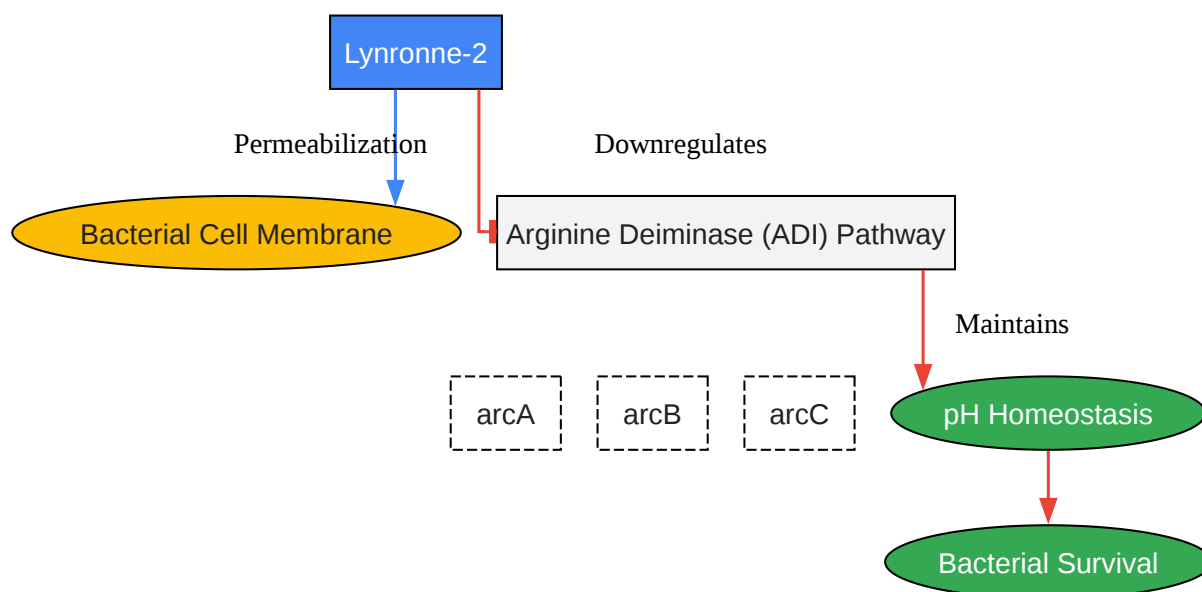 Lynronne-2
Permeabilization
Downregulates
Bacterial Cell Membrane
Arginine Deiminase (ADI) Pathway
Maintains
arcA
arcB
arcC
pH Homeostasis
Bacterial Survival